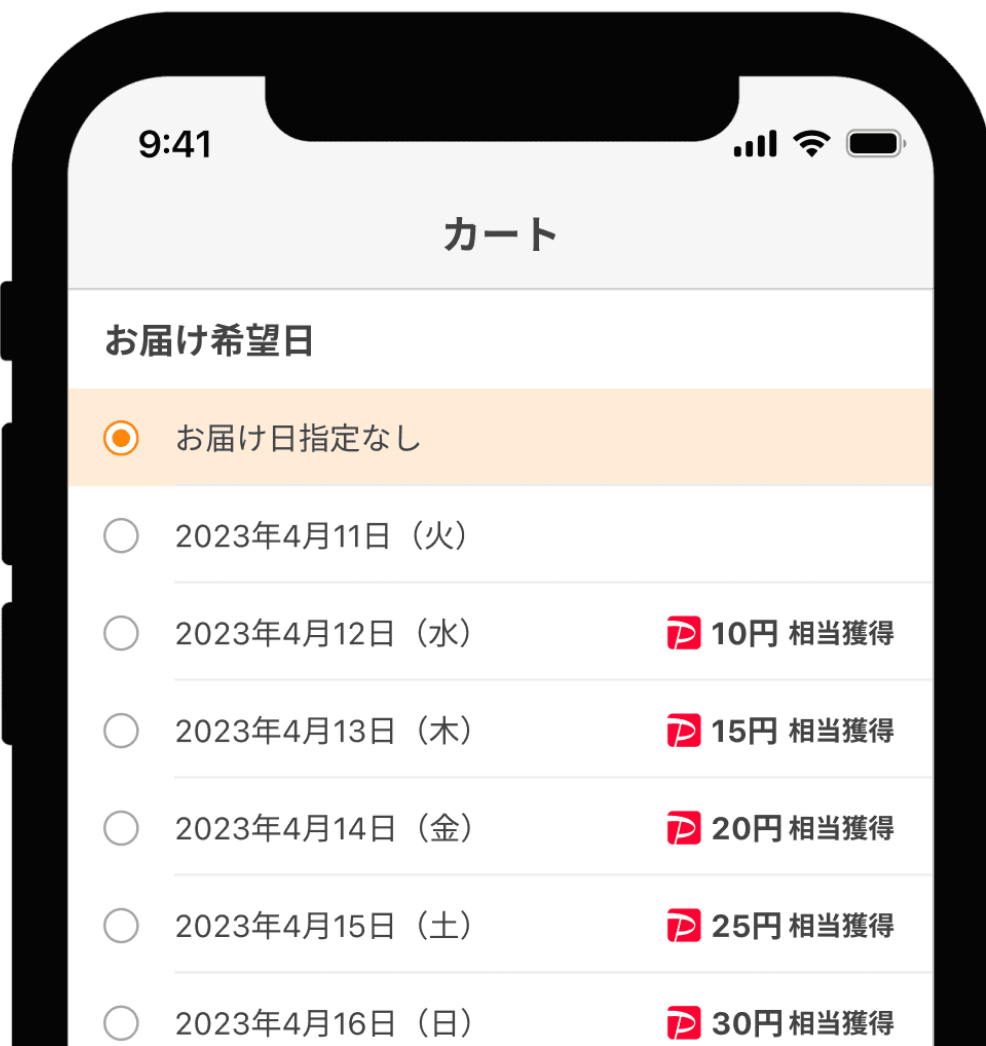 9:41
カート
お届け希望日
お届け日指定なし
2023年4月11日（火）
2023年4月12日（水） 10円 相当獲得
2023年4月13日（木） 15円 相当獲得
2023年4月14日（金） 20円 相当獲得
2023年4月15日（土） 25円 相当獲得
2023年4月16日（日） 30円 相当獲得